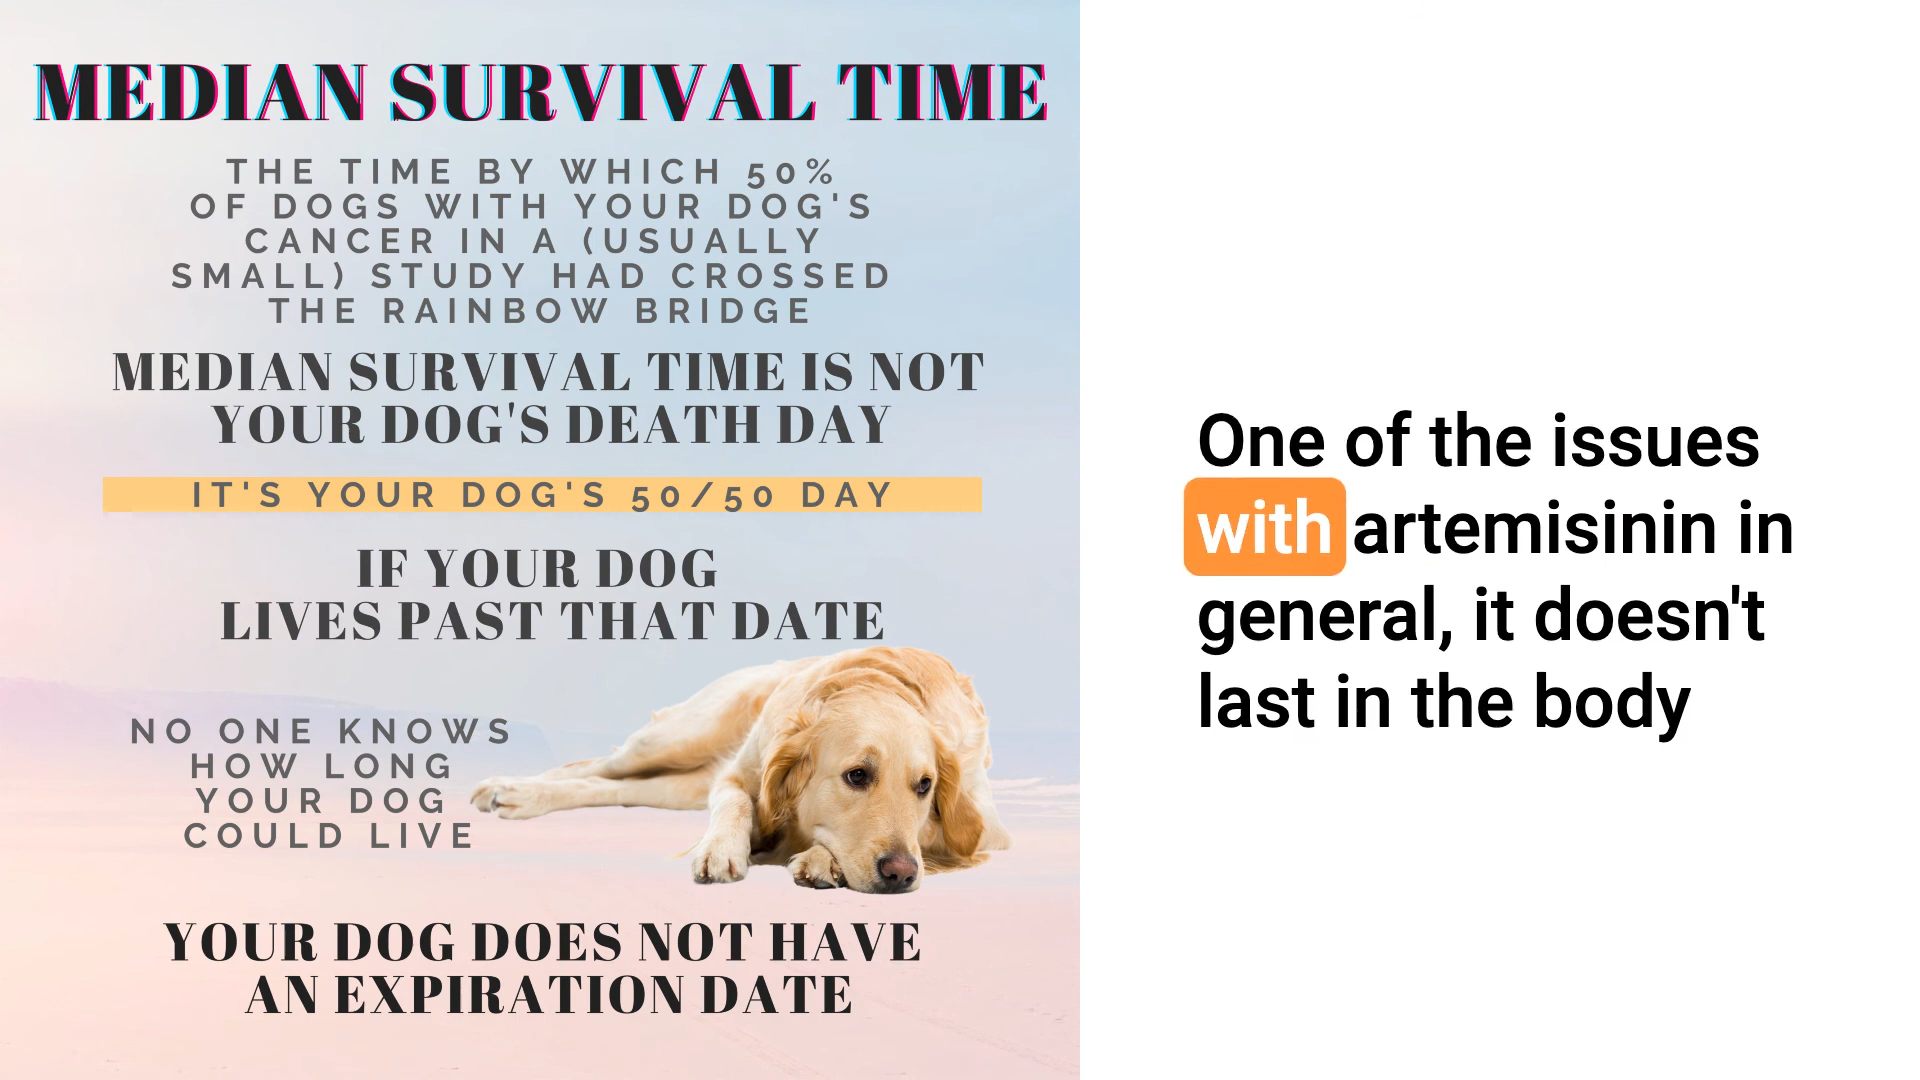 MEDIAN SURVIVAL TIME
THE TIME BY WHICH 50%
OF DOGS WITH YOUR DOG'S
CANCER IN A (USUALLY
SMALL) STUDY HAD CROSSED
THE RAINBOW BRIDGE
MEDIAN SURVIVAL TIME IS NOT
YOUR DOG'S DEATH DAY
IT'S YOUR DOG'S 50/50 DAY
IF YOUR DOG
LIVES PAST THAT DATE
NO ONE KNOWS
HOW LONG
YOUR DOG
COULD LIVE
YOUR DOG DOES NOT HAVE
AN EXPIRATION DATE
One of the issues
with artemisinin in
general, it doesn't
last in the body